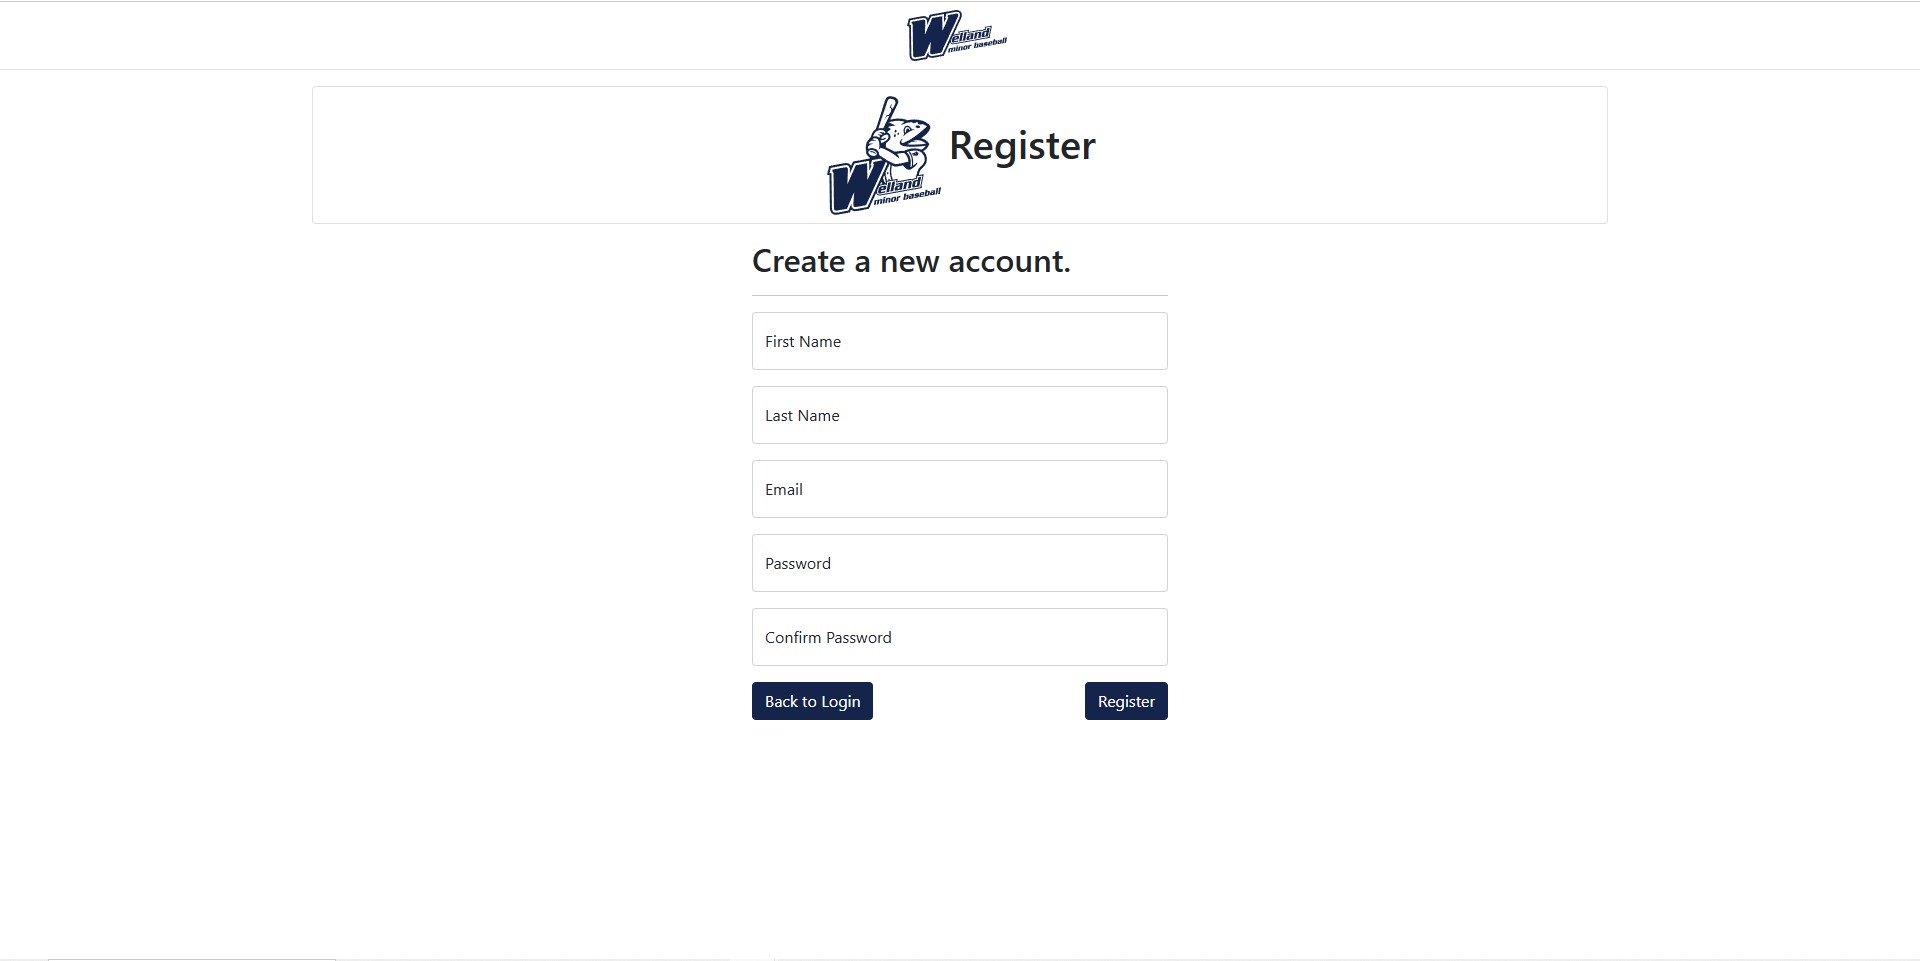 Welland
minor baseball
Welland
minor baseball
Register
Create a new account.
First Name
Last Name
Email
Password
Confirm Password
Back to Login
Register